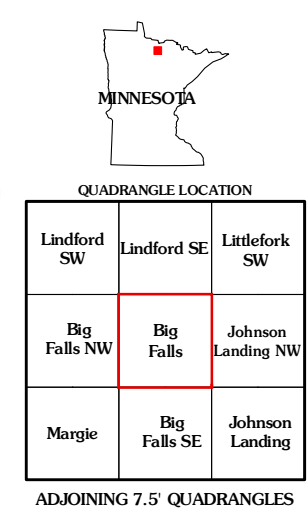 MINNESOTA
QUADRANGLE LOCATION
Lindford
SW
Lindford SE
Littlefork
SW
Big
Falls NW
Big
Falls
Johnson
Landing NW
Margie
Big
Falls SE
Johnson
Landing
ADJOINING 7.5' QUADRANGLES